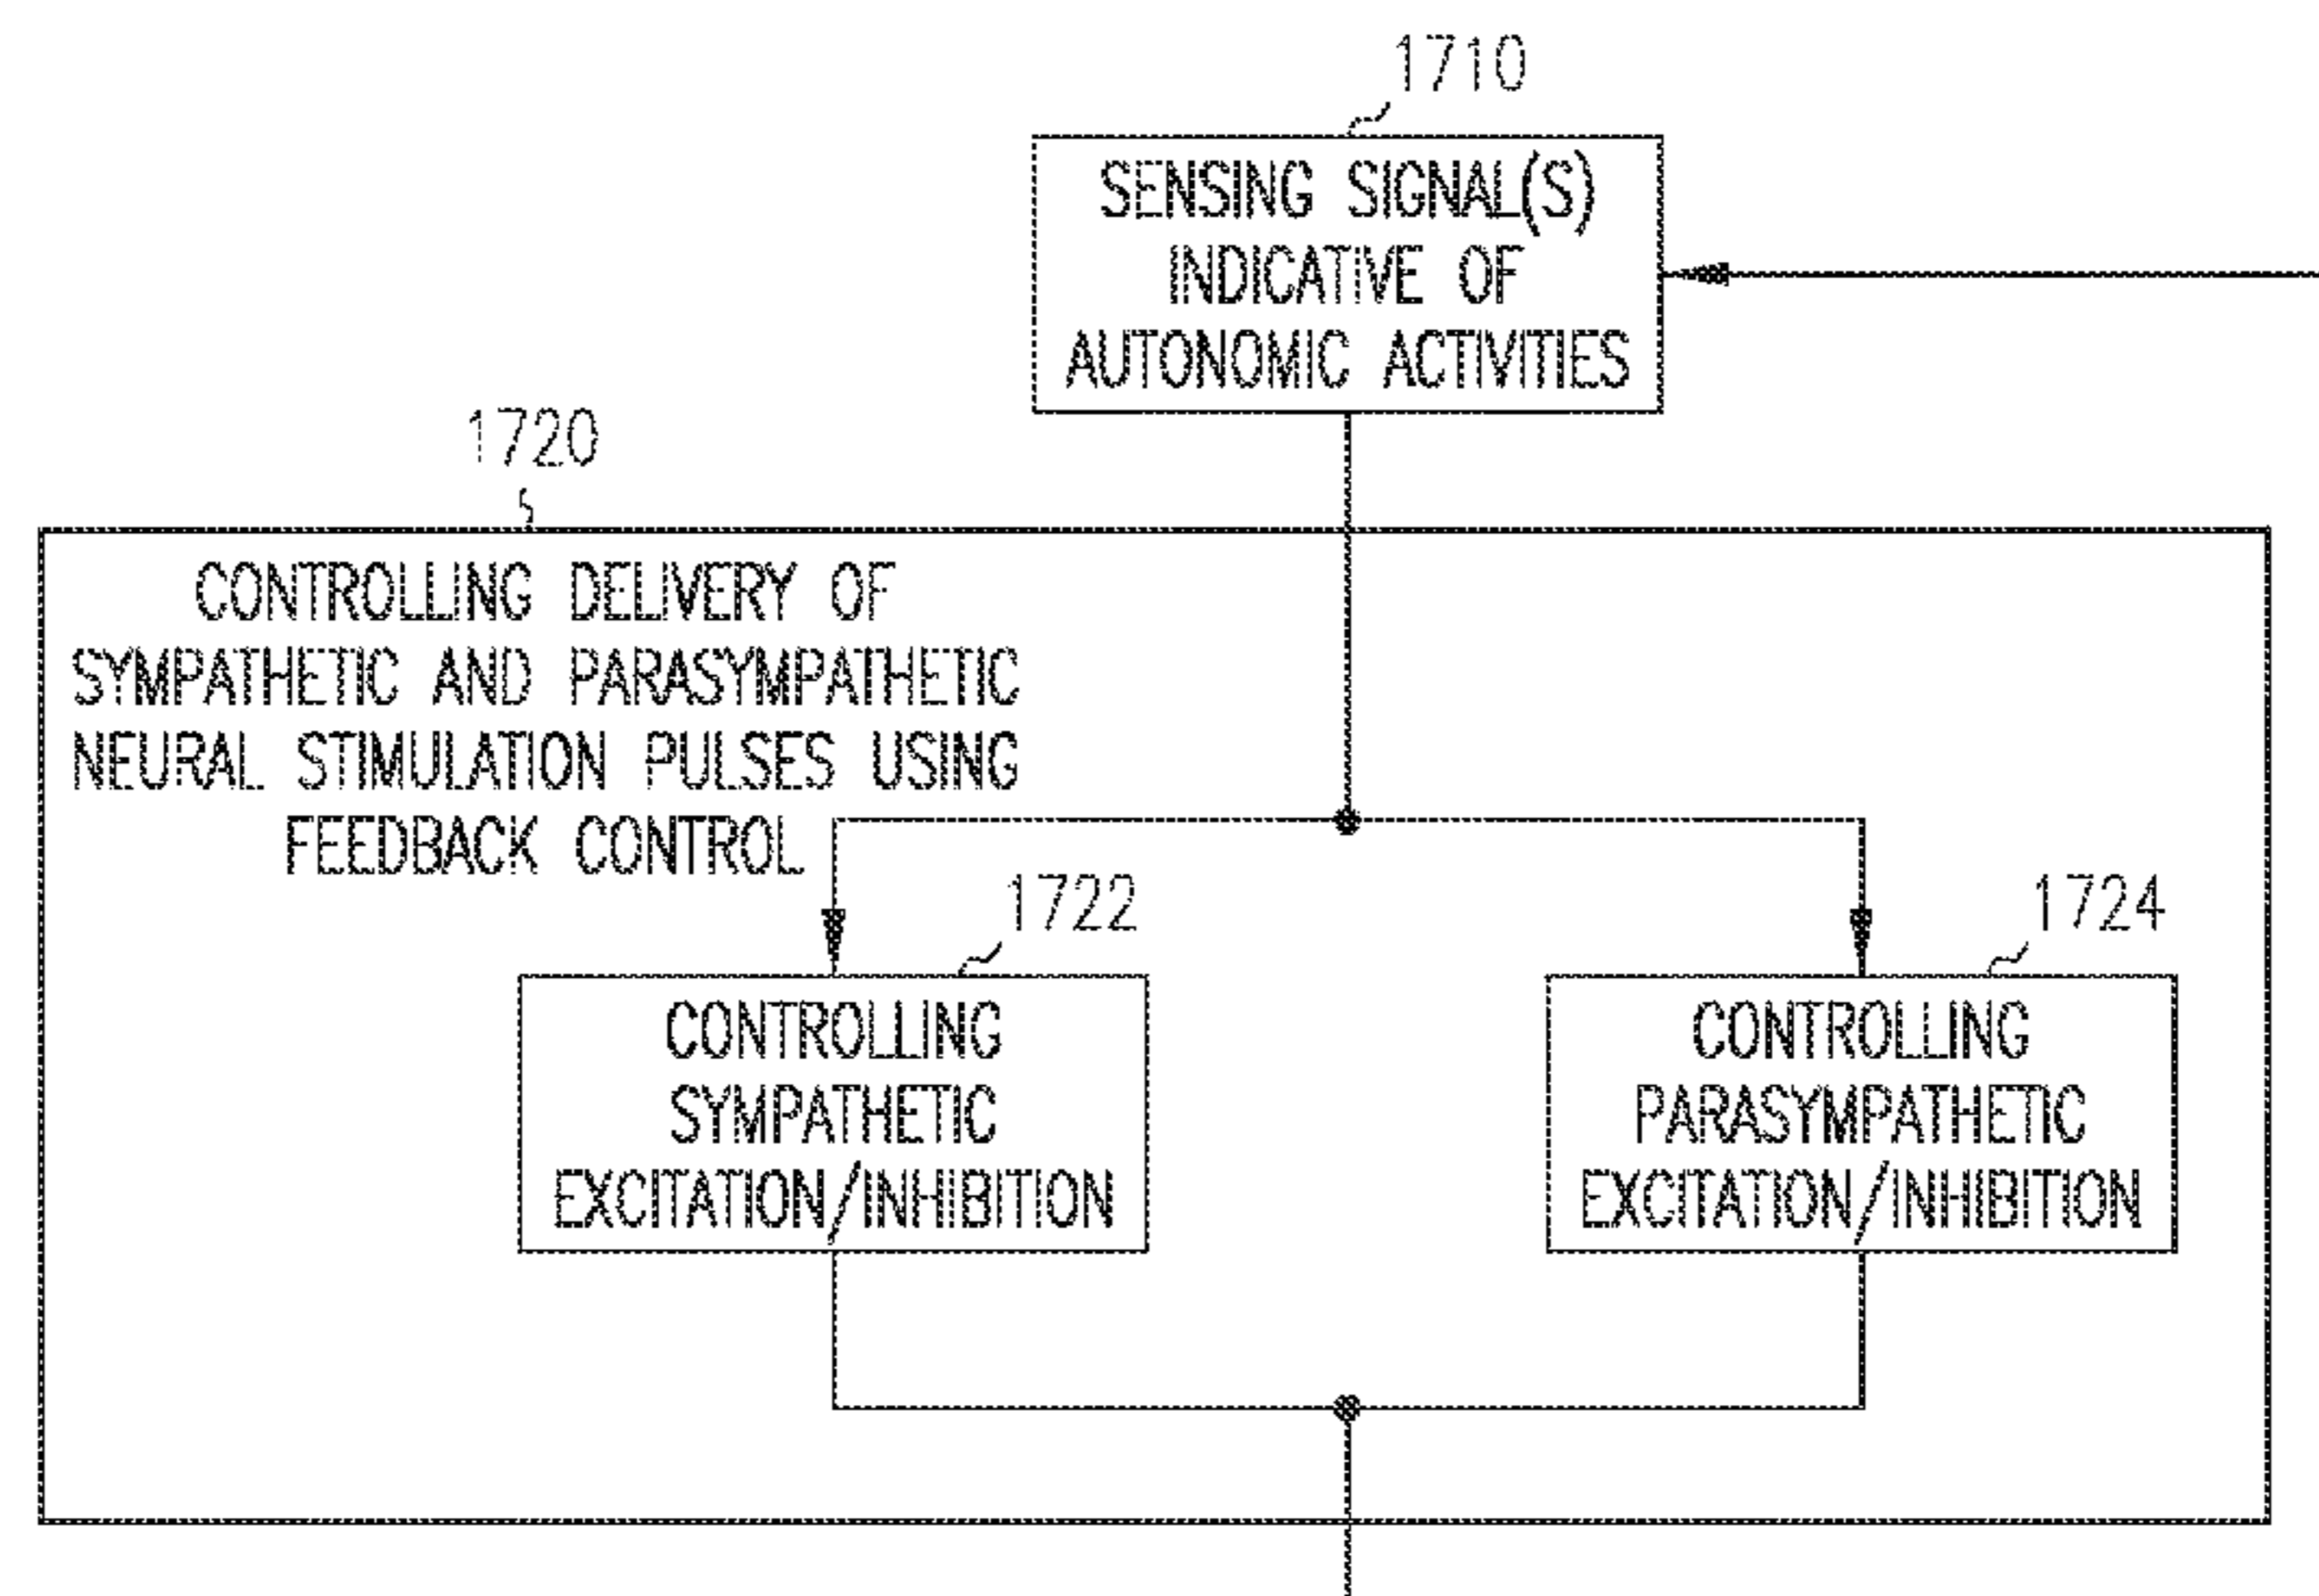 1710
SENSING SIGNAL(S)
INDICATIVE OF
AUTONOMIC ACTIVITIES
1720
CONTROLLING DELIVERY OF
SYMPATHETIC AND PARASYMPATHETIC
NEURAL STIMULATION PULSES USING
FEEDBACK CONTROL
1722
CONTROLLING
SYMPATHETIC
EXCITATION/INHIBITION
1724
CONTROLLING
PARASYMPATHETIC
EXCITATION/INHIBITION